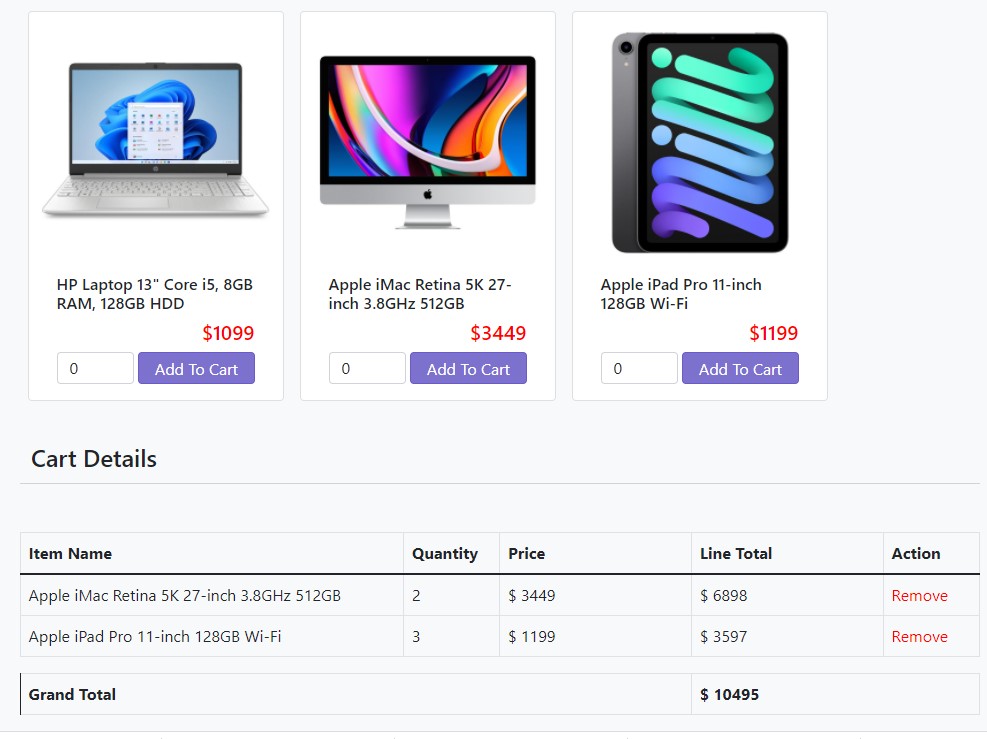 HP Laptop 13" Core i5, 8GB
RAM, 128GB HDD
$1099
0 Add To Cart
Apple iMac Retina 5K 27-
inch 3.8GHz 512GB
$3449
0 Add To Cart
Apple iPad Pro 11-inch
128GB Wi-Fi
$1199
0 Add To Cart
Cart Details
Item Name Quantity Price Line Total Action
Apple iMac Retina 5K 27-inch 3.8GHz 512GB 2 $ 3449 $ 6898 Remove
Apple iPad Pro 11-inch 128GB Wi-Fi 3 $ 1199 $ 3597 Remove
Grand Total $ 10495